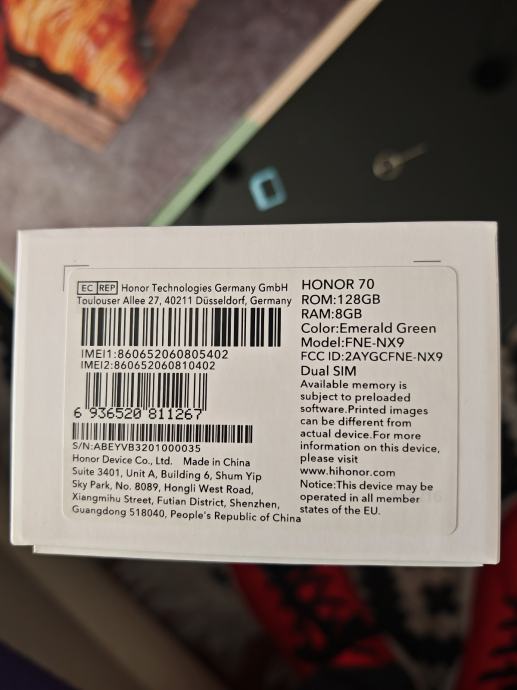 EC REP Honor Technologies Germany GmbH
Toulouser Allee 27, 40211 Düsseldorf, Germany
IMEI1:860652060805402
IMEI2:860652060810402
6 936520 811267
S/N:ABEYVB3201000035
Honor Device Co., Ltd. Made in China
Suite 3401, Unit A, Building 6, Shum Yip
Sky Park, No. 8089, Hongli West Road,
Xiangmihu Street, Futian District, Shenzhen,
Guangdong 518040, People's Republic of China
HONOR 70
ROM:128GB
RAM:8GB
Color:Emerald Green
Model:FNE-NX9
FCC ID:2AYGCFNE-NX9
Dual SIM
Available memory is
subject to preloaded
software.Printed images
can be different from
actual device.For more
information on this device,
please visit
www.hihonor.com
Notice:This device may be
operated in all member
states of the EU.